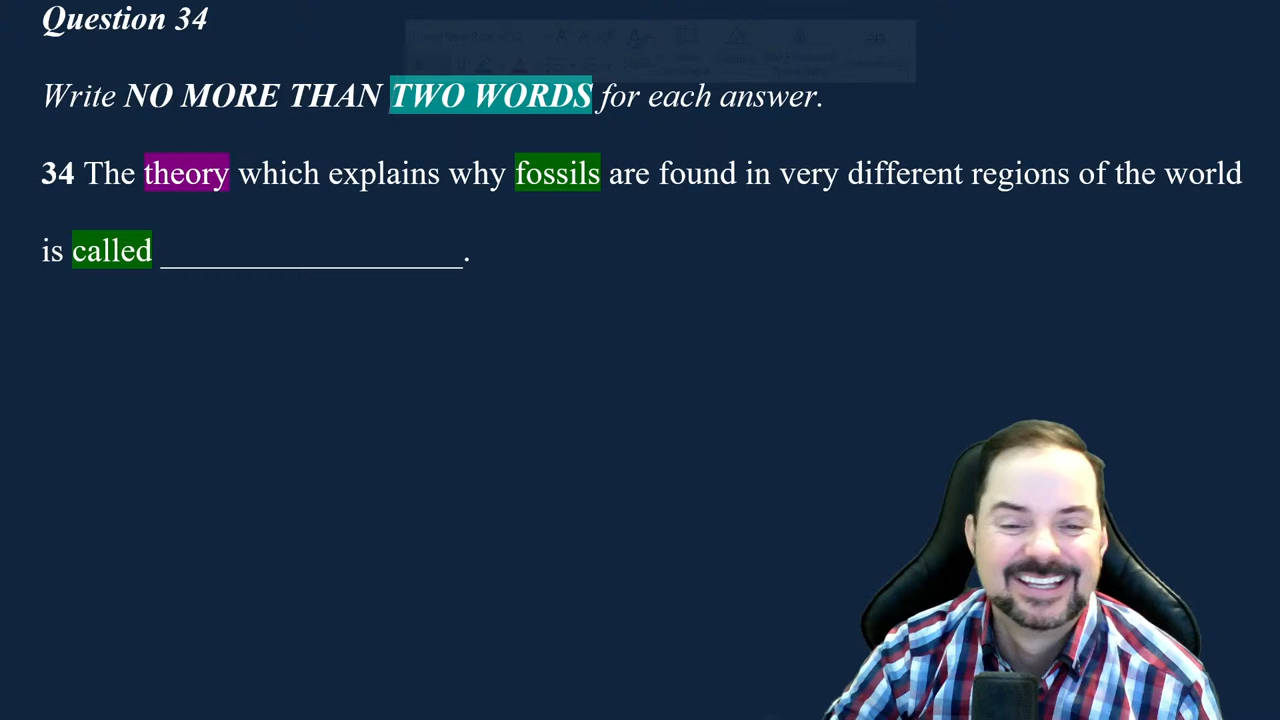 Question 34
Write NO MORE THAN TWO WORDS for each answer.
34 The theory which explains why fossils are found in very different regions of the world
is called ____________________.